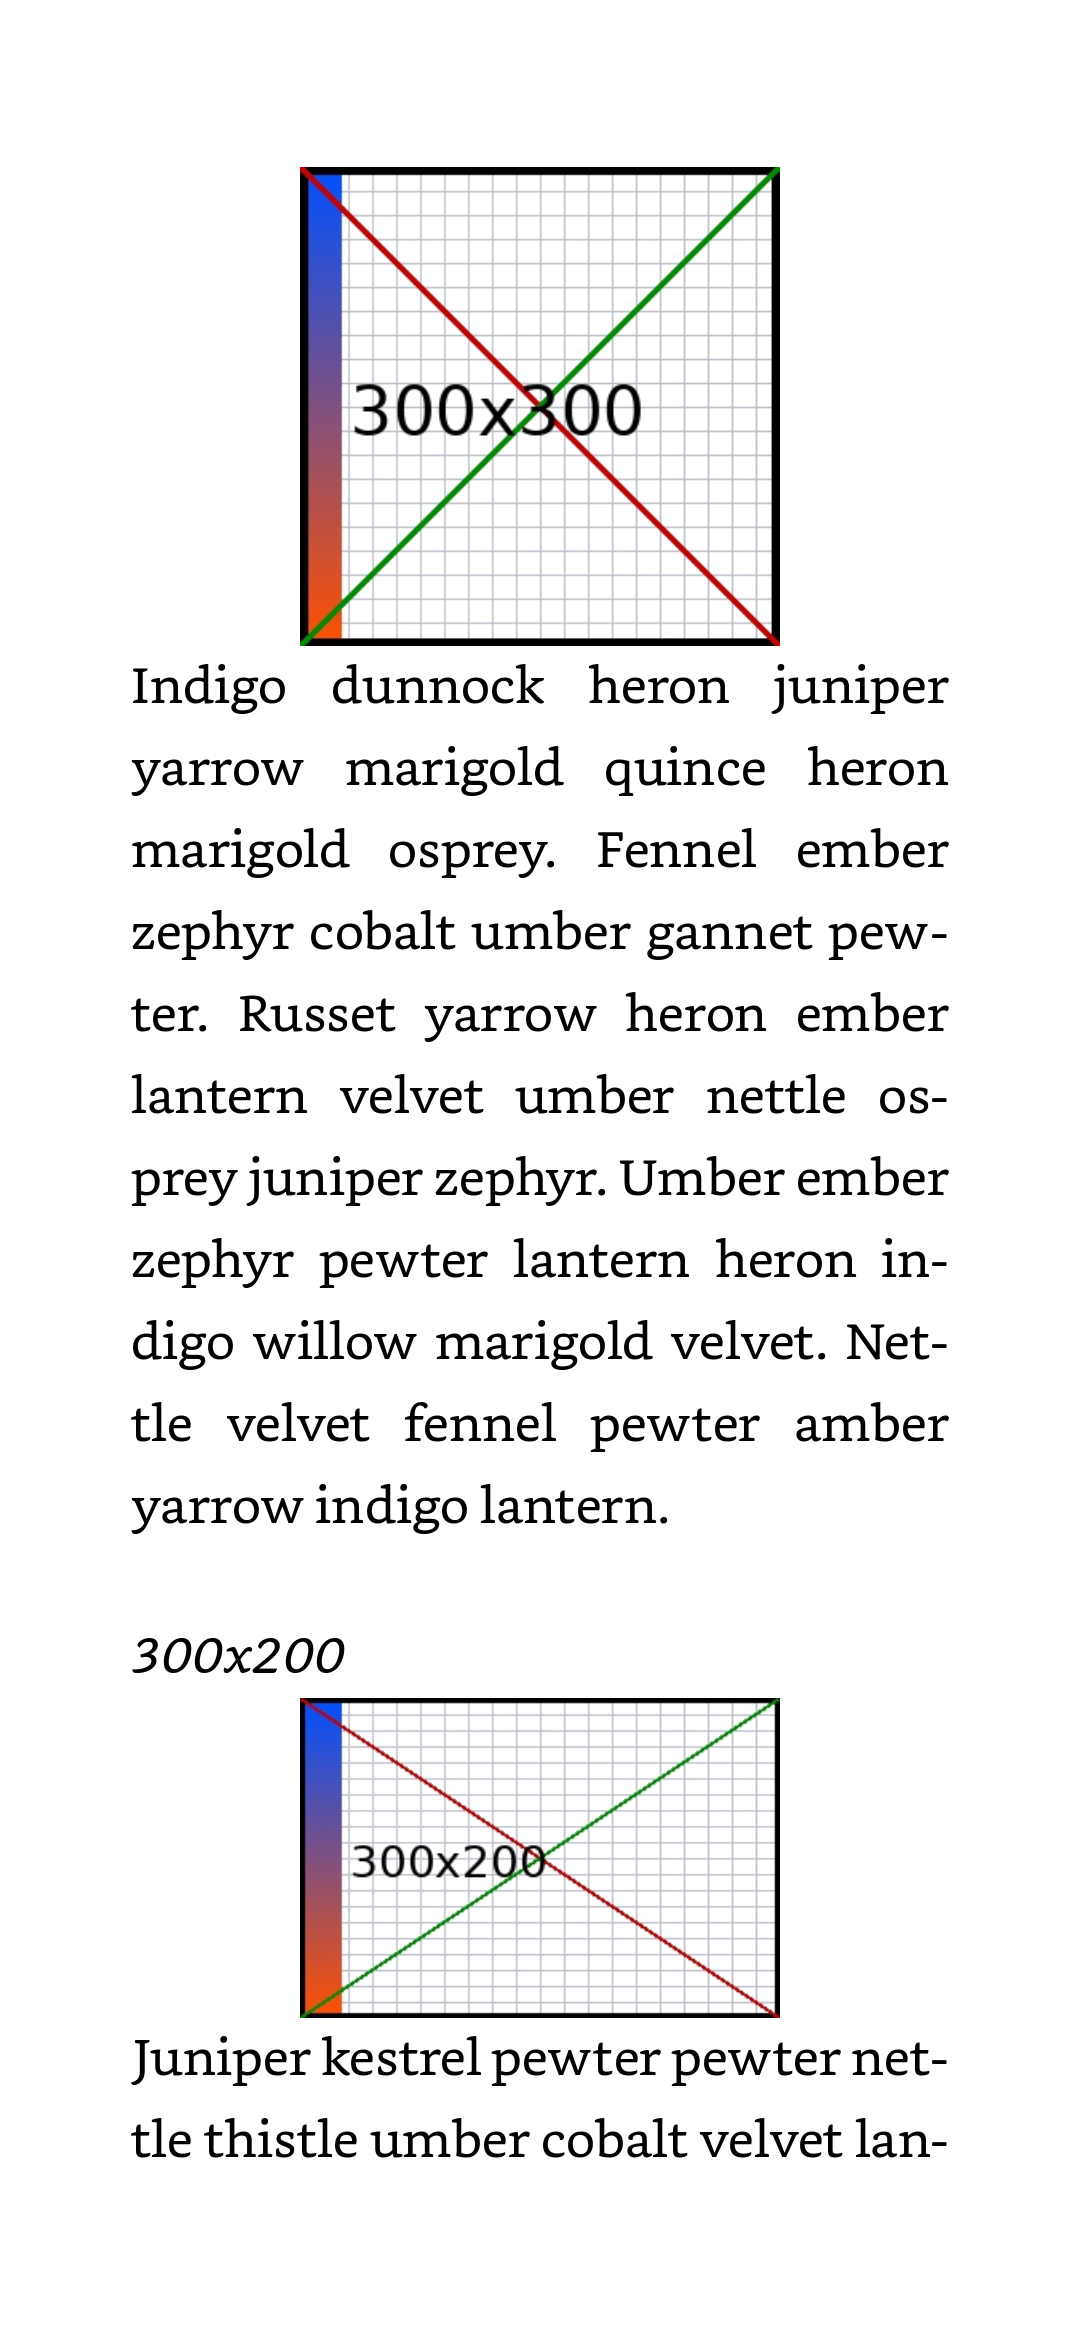 300x300
Indigo dunnock heron juniper
yarrow marigold quince heron
marigold osprey. Fennel ember
zephyr cobalt umber gannet pew-
ter. Russet yarrow heron ember
lantern velvet umber nettle os-
prey juniper zephyr. Umber ember
zephyr pewter lantern heron in-
digo willow marigold velvet. Net-
tle velvet fennel pewter amber
yarrow indigo lantern.
300x200
300x200
Juniper kestrel pewter pewter net-
tle thistle umber cobalt velvet lan-